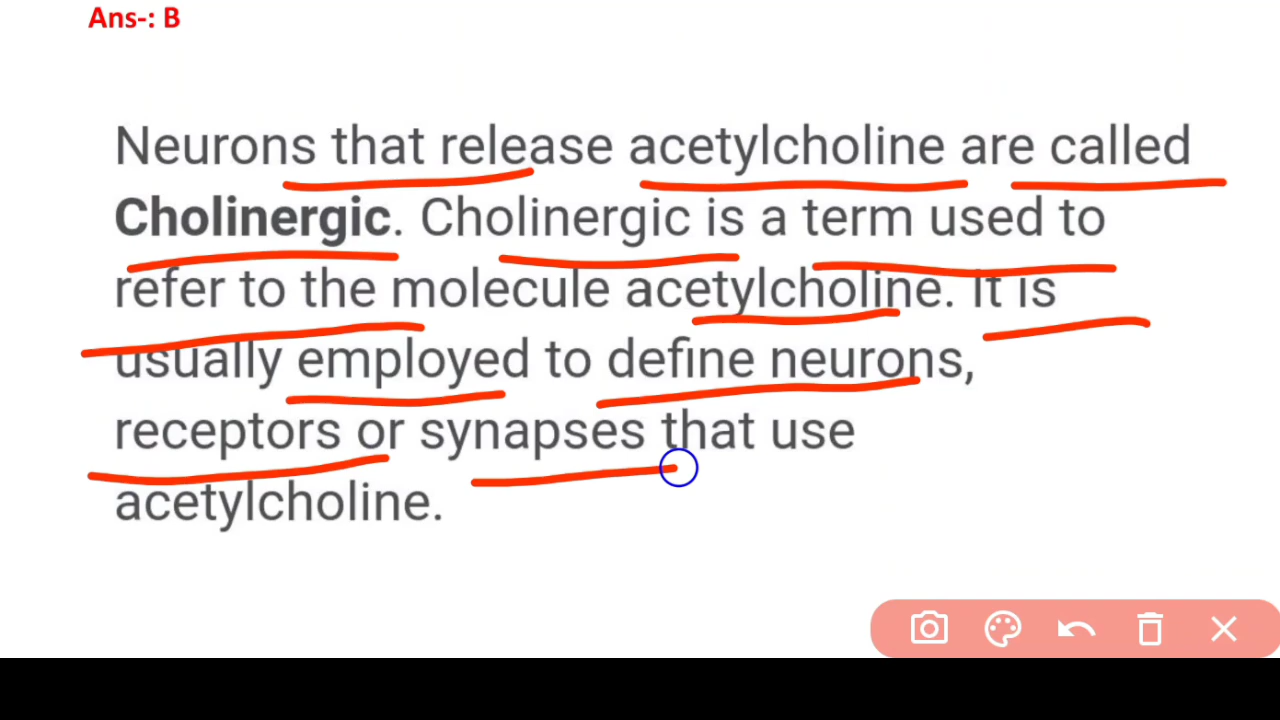 Ans-: B
Neurons that release acetylcholine are called
Cholinergic. Cholinergic is a term used to
refer to the molecule acetylcholine. It is
usually employed to define neurons,
receptors or synapses that use
acetylcholine.